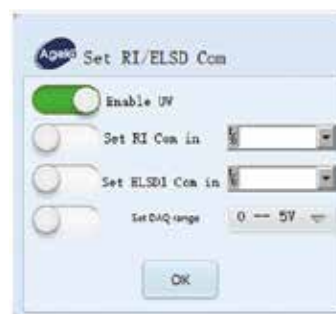 Agela Set RI/ELSD Com
Enable UV
Set RI Com in
Set ELSD1 Com in
Set DAQ range 0 -- 5V
OK